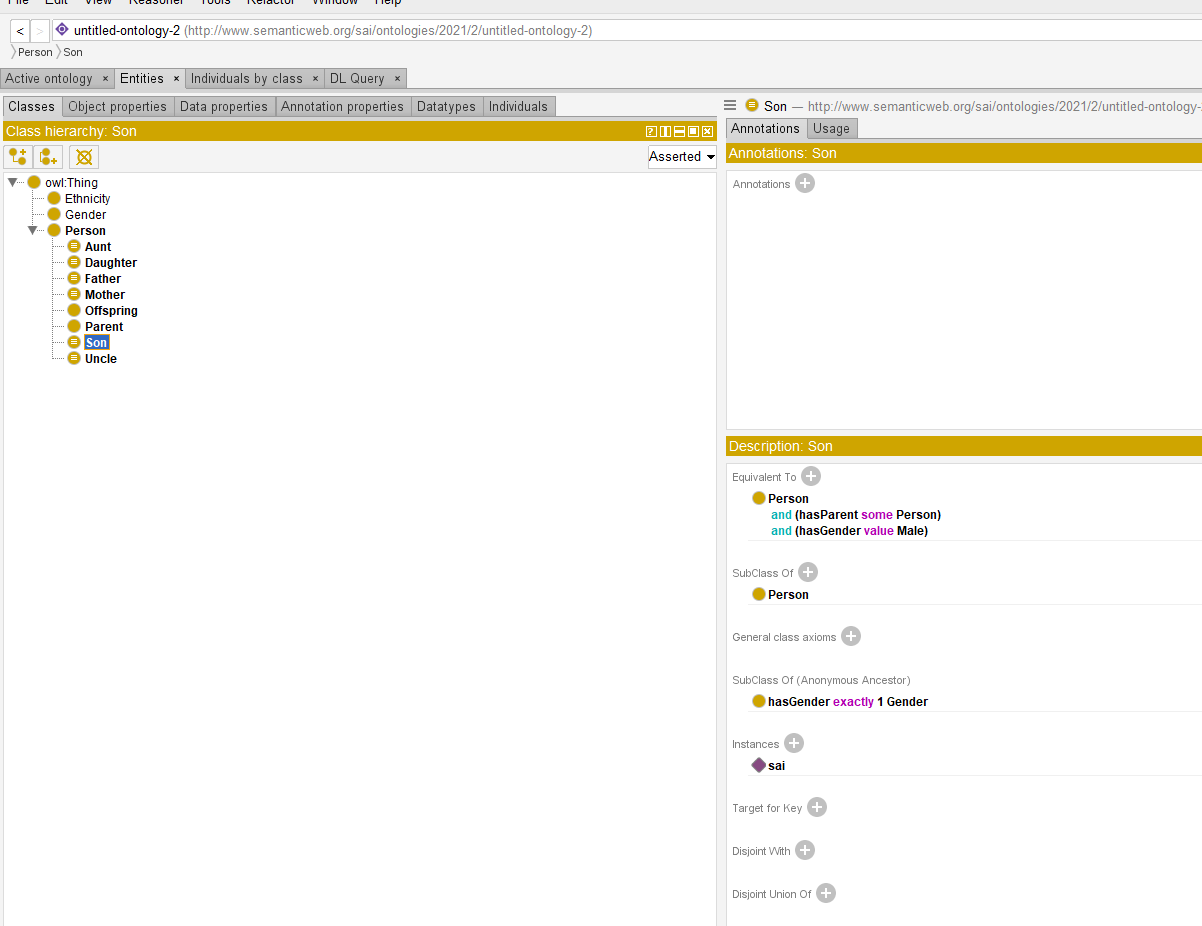 File Edit View Reasoner Tools Refactor Window Help
< > untitled-ontology-2 (http://www.semanticweb.org/sai/ontologies/2021/2/untitled-ontology-2)
Person Son
Active ontology × Entities × Individuals by class × DL Query ×
Classes Object properties Data properties Annotation properties Datatypes Individuals
Class hierarchy: Son
Asserted
owl:Thing
Ethnicity
Gender
Person
Aunt
Daughter
Father
Mother
Offspring
Parent
Son
Uncle
Son — http://www.semanticweb.org/sai/ontologies/2021/2/untitled-ontology-
Annotations Usage
Annotations: Son
Annotations
Description: Son
Equivalent To
Person
and (hasParent some Person)
and (hasGender value Male)
SubClass Of
Person
General class axioms
SubClass Of (Anonymous Ancestor)
hasGender exactly 1 Gender
Instances
sai
Target for Key
Disjoint With
Disjoint Union Of